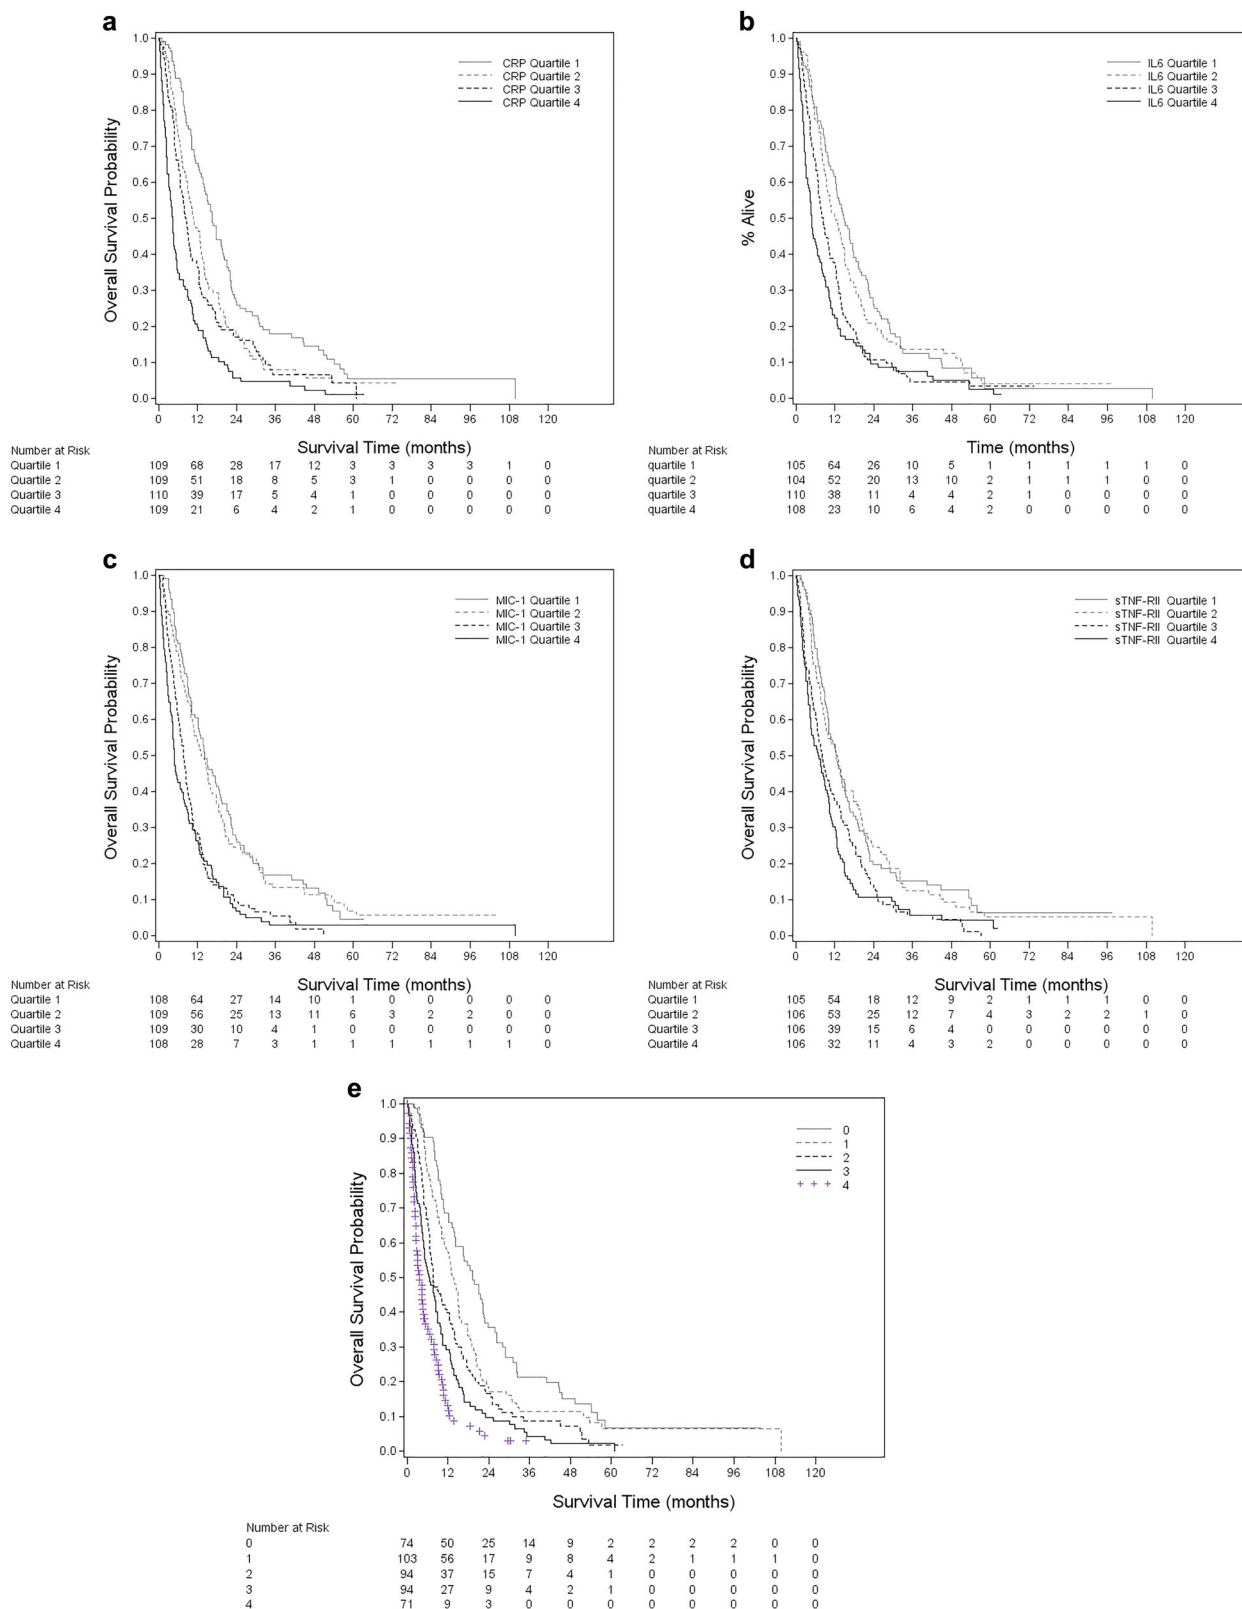 a
1.0
0.9
0.8
0.7
0.6
0.5
0.4
0.3
0.2
0.1
0.0
Overall Survival Probability
CRP Quartile 1
CRP Quartile 2
CRP Quartile 3
CRP Quartile 4
0 12 24 36 48 60 72 84 96 108 120
Survival Time (months)
Number at Risk
Quartile 1 109 68 28 17 12 3 3 3 3 1 0
Quartile 2 109 51 18 8 5 3 1 0 0 0 0
Quartile 3 110 39 17 5 4 1 0 0 0 0 0
Quartile 4 109 21 6 4 2 1 0 0 0 0 0
b
1.0
0.9
0.8
0.7
0.6
0.5
0.4
0.3
0.2
0.1
0.0
% Alive
IL6 Quartile 1
IL6 Quartile 2
IL6 Quartile 3
IL6 Quartile 4
0 12 24 36 48 60 72 84 96 108 120
Time (months)
Number at Risk
quartile 1 105 64 26 10 5 1 1 1 1 1 0
quartile 2 104 52 20 13 10 2 1 1 1 0 0
quartile 3 110 38 11 4 4 2 1 0 0 0 0
quartile 4 108 23 10 6 4 2 0 0 0 0 0
c
1.0
0.9
0.8
0.7
0.6
0.5
0.4
0.3
0.2
0.1
0.0
Overall Survival Probability
MIC-1 Quartile 1
MIC-1 Quartile 2
MIC-1 Quartile 3
MIC-1 Quartile 4
0 12 24 36 48 60 72 84 96 108 120
Survival Time (months)
Number at Risk
Quartile 1 108 64 27 14 10 1 0 0 0 0 0
Quartile 2 109 56 25 13 11 6 3 2 2 0 0
Quartile 3 109 30 10 4 1 0 0 0 0 0 0
Quartile 4 108 28 7 3 1 1 1 1 1 1 0
d
1.0
0.9
0.8
0.7
0.6
0.5
0.4
0.3
0.2
0.1
0.0
Overall Survival Probability
sTNF-RII Quartile 1
sTNF-RII Quartile 2
sTNF-RII Quartile 3
sTNF-RII Quartile 4
0 12 24 36 48 60 72 84 96 108 120
Survival Time (months)
Number at Risk
Quartile 1 105 54 18 12 9 2 1 1 1 0 0
Quartile 2 106 53 25 12 7 4 3 2 2 1 0
Quartile 3 106 39 15 6 4 0 0 0 0 0 0
Quartile 4 106 32 11 4 3 2 0 0 0 0 0
e
1.0
0.9
0.8
0.7
0.6
0.5
0.4
0.3
0.2
0.1
0.0
Overall Survival Probability
0
1
2
3
4
0 12 24 36 48 60 72 84 96 108 120
Survival Time (months)
Number at Risk
0 74 50 25 14 9 2 2 2 2 0 0
1 103 56 17 9 8 4 2 1 1 1 0
2 94 37 15 7 4 1 0 0 0 0 0
3 94 27 9 4 2 1 0 0 0 0 0
4 71 9 3 0 0 0 0 0 0 0 0